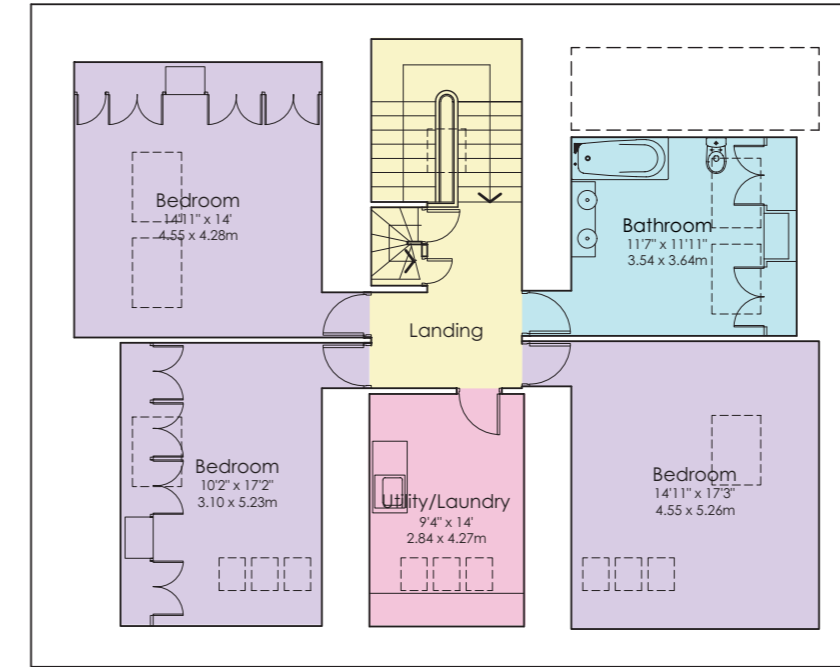 Bedroom
14'11" x 14'
4.55 x 4.28m
Bathroom
11'7" x 11'11"
3.54 x 3.64m
Landing
Bedroom
10'2" x 17'2"
3.10 x 5.23m
Utility/Laundry
9'4" x 14'
2.84 x 4.27m
Bedroom
14'11" x 17'3"
4.55 x 5.26m